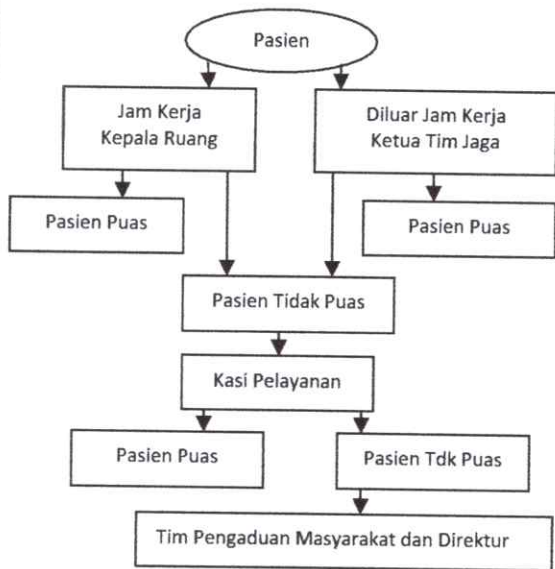 Pasien
Jam Kerja
Kepala Ruang
Diluar Jam Kerja
Ketua Tim Jaga
Pasien Puas
Pasien Puas
Pasien Tidak Puas
Kasi Pelayanan
Pasien Puas
Pasien Tdk Puas
Tim Pengaduan Masyarakat dan Direktur